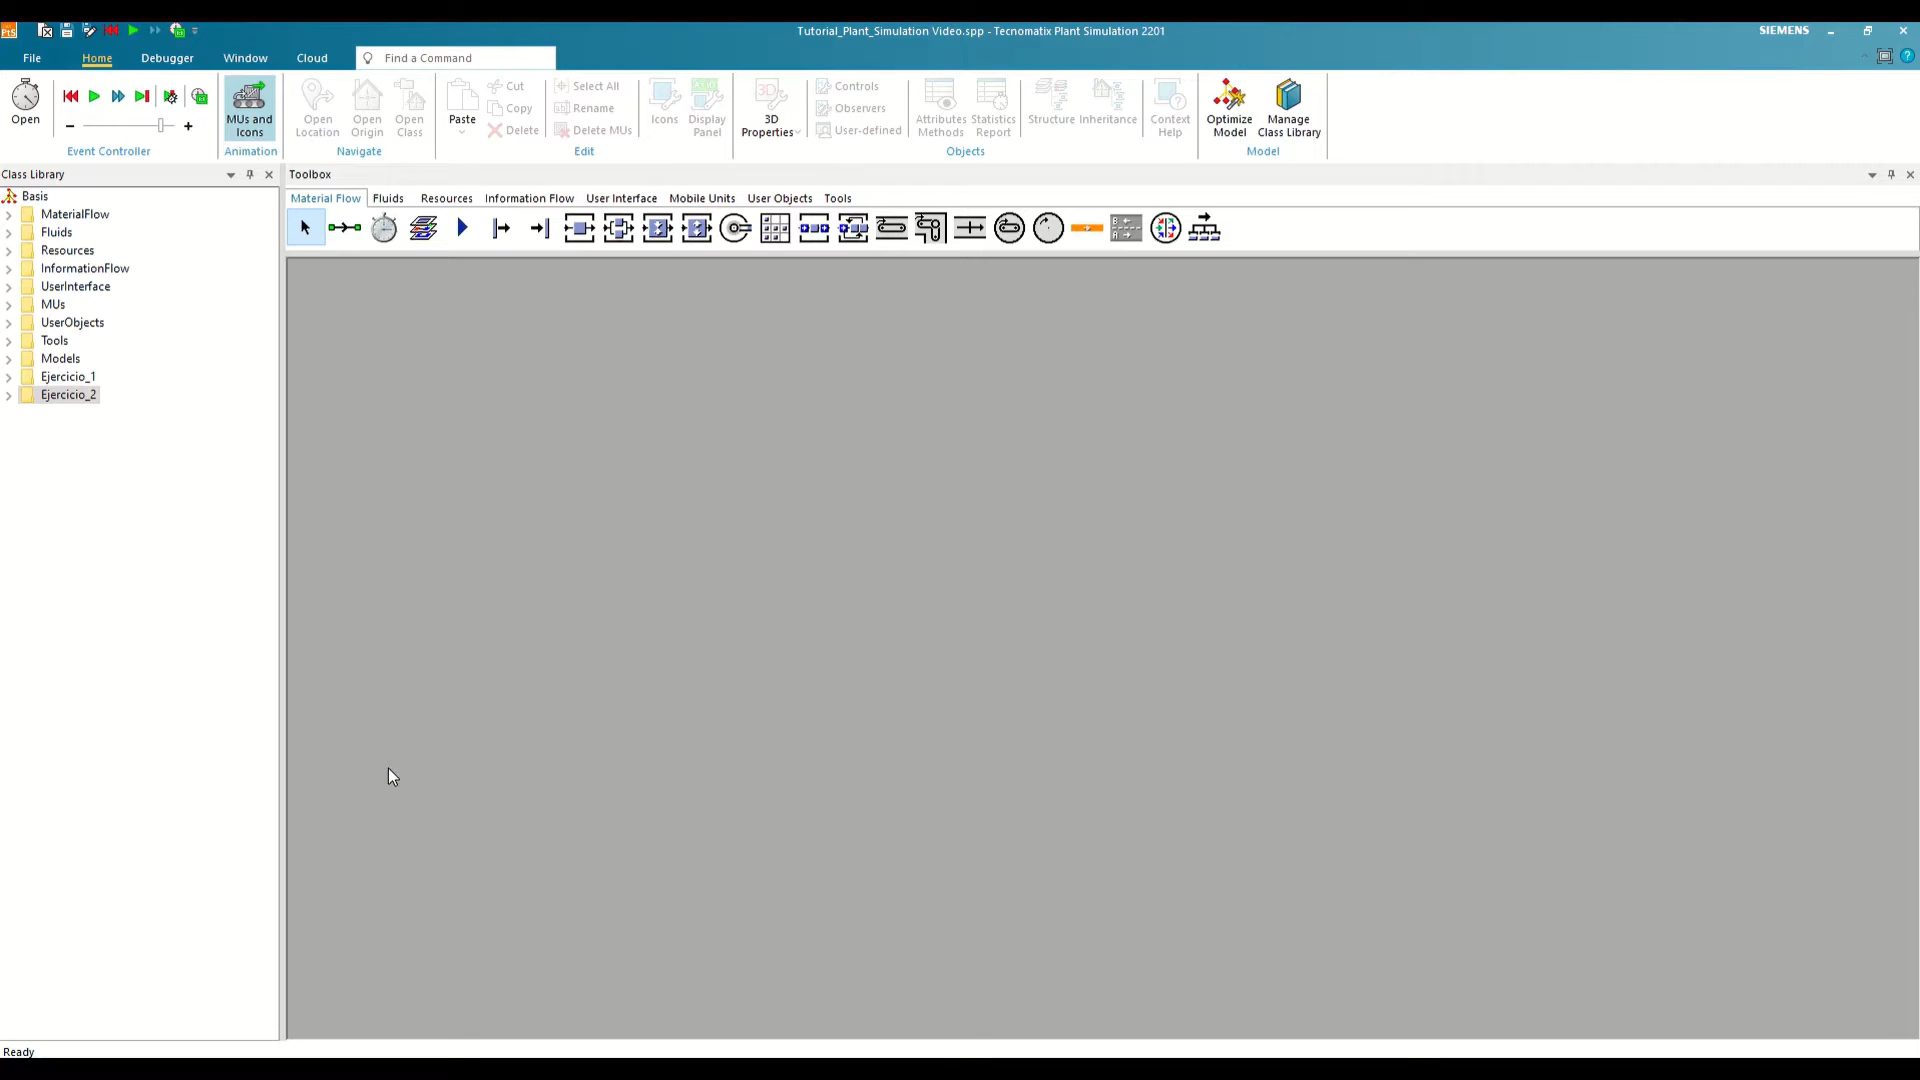 Tutorial_Plant_Simulation Video.spp - Tecnomatix Plant Simulation 2201
SIEMENS
File Home Debugger Window Cloud Find a Command
Open
MUs and Icons
Open Location
Open Origin
Open Class
Paste
Cut
Copy
Delete
Select All
Rename
Delete MUs
Icons
Display Panel
3D Properties
Controls
Observers
User-defined
Attributes Methods
Statistics Report
Structure
Inheritance
Context Help
Optimize Model
Manage Class Library
Event Controller Animation Navigate Edit Objects Model
Class Library
Toolbox
Material Flow Fluids Resources Information Flow User Interface Mobile Units User Objects Tools
Basis
MaterialFlow
Fluids
Resources
InformationFlow
UserInterface
MUs
UserObjects
Tools
Models
Ejercicio_1
Ejercicio_2
Ready